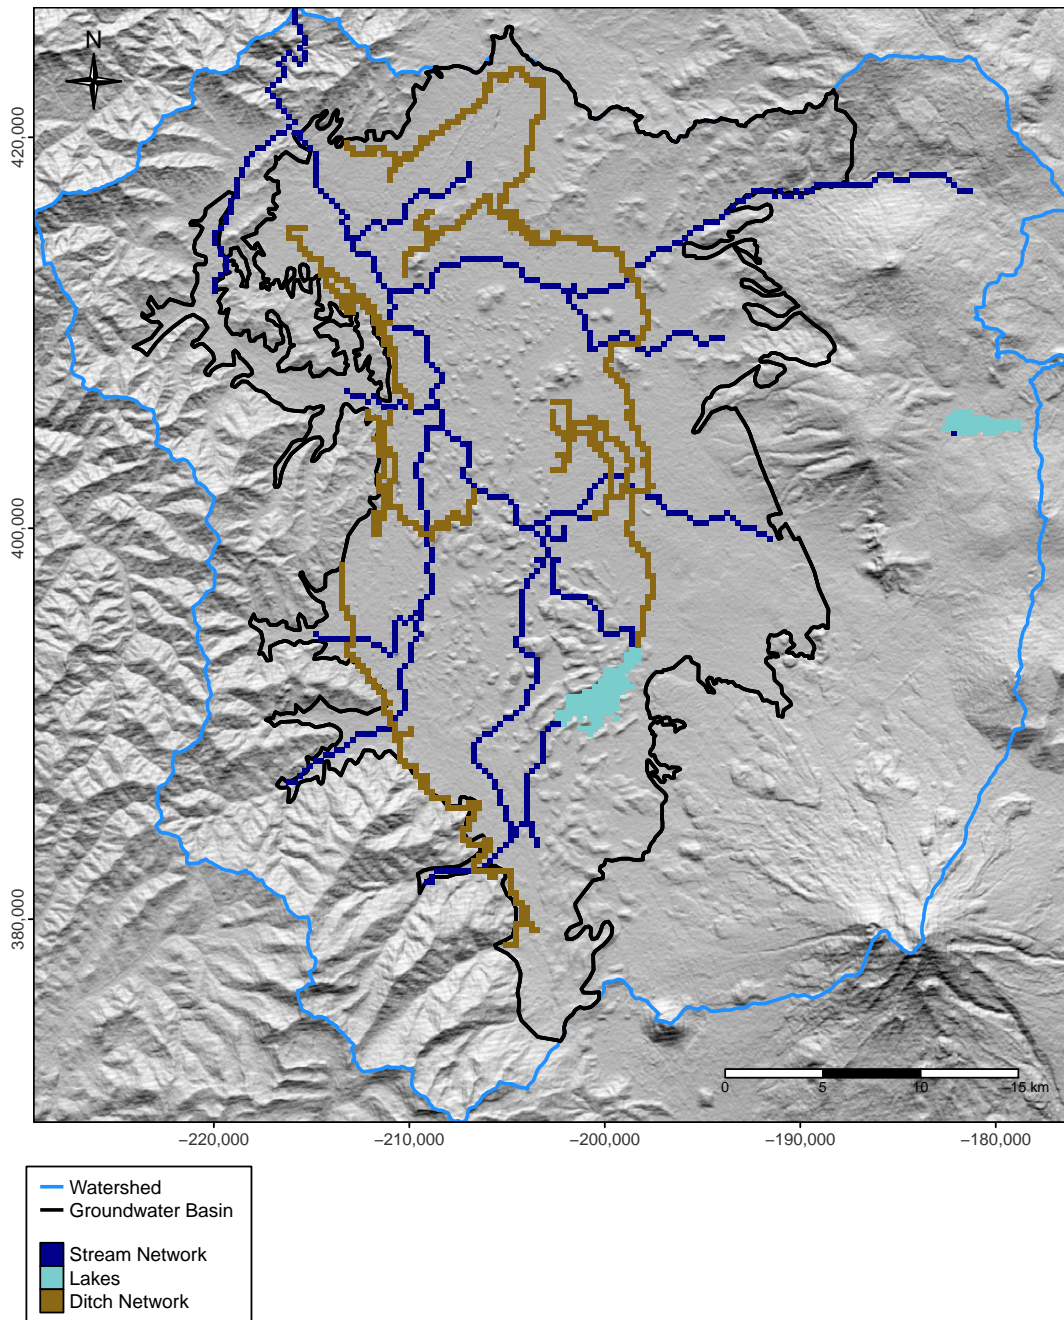 N
420,000
400,000
380,000
0 5 10 −15 km
−220,000 −210,000 −200,000 −190,000 −180,000
Watershed
Groundwater Basin
Stream Network
Lakes
Ditch Network